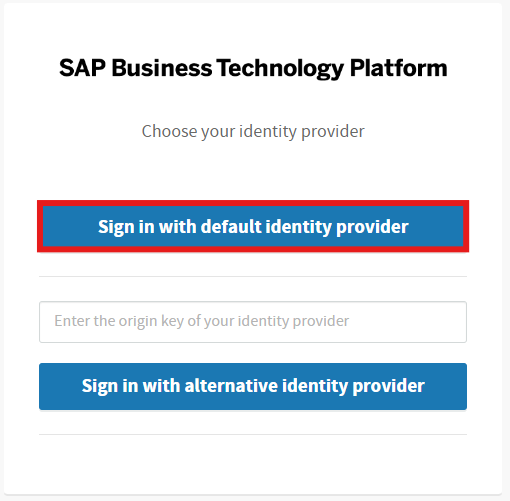 SAP Business Technology Platform
Choose your identity provider
Sign in with default identity provider
Enter the origin key of your identity provider
Sign in with alternative identity provider